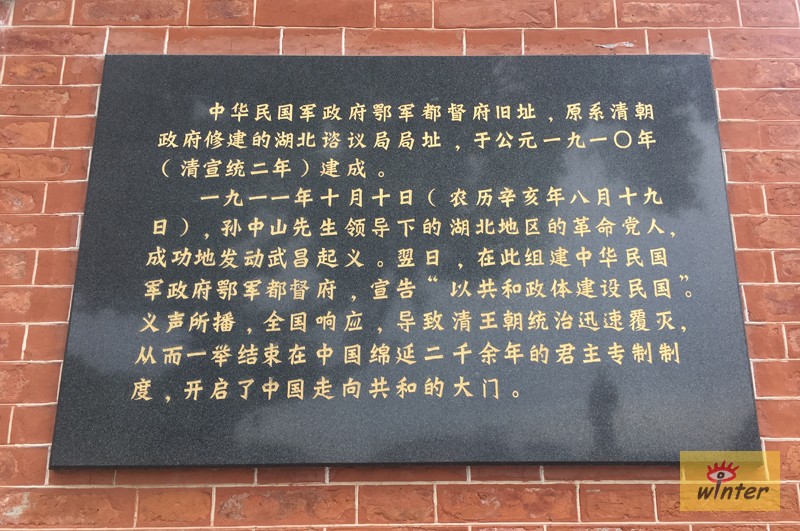 中华民国军政府鄂军都督府旧址，原系清朝
政府修建的湖北谘议局局址，于公元一九一〇年
（清宣统二年）建成。
一九一一年十月十日（农历辛亥年八月十九
日），孙中山先生领导下的湖北地区的革命党人，
成功地发动武昌起义。翌日，在此组建中华民国
军政府鄂军都督府，宣告“以共和政体建设民国”。
义声所播，全国响应，导致清王朝统治迅速覆灭，
从而一举结束在中国绵延二千余年的君主专制制
度，开启了中国走向共和的大门。
winter